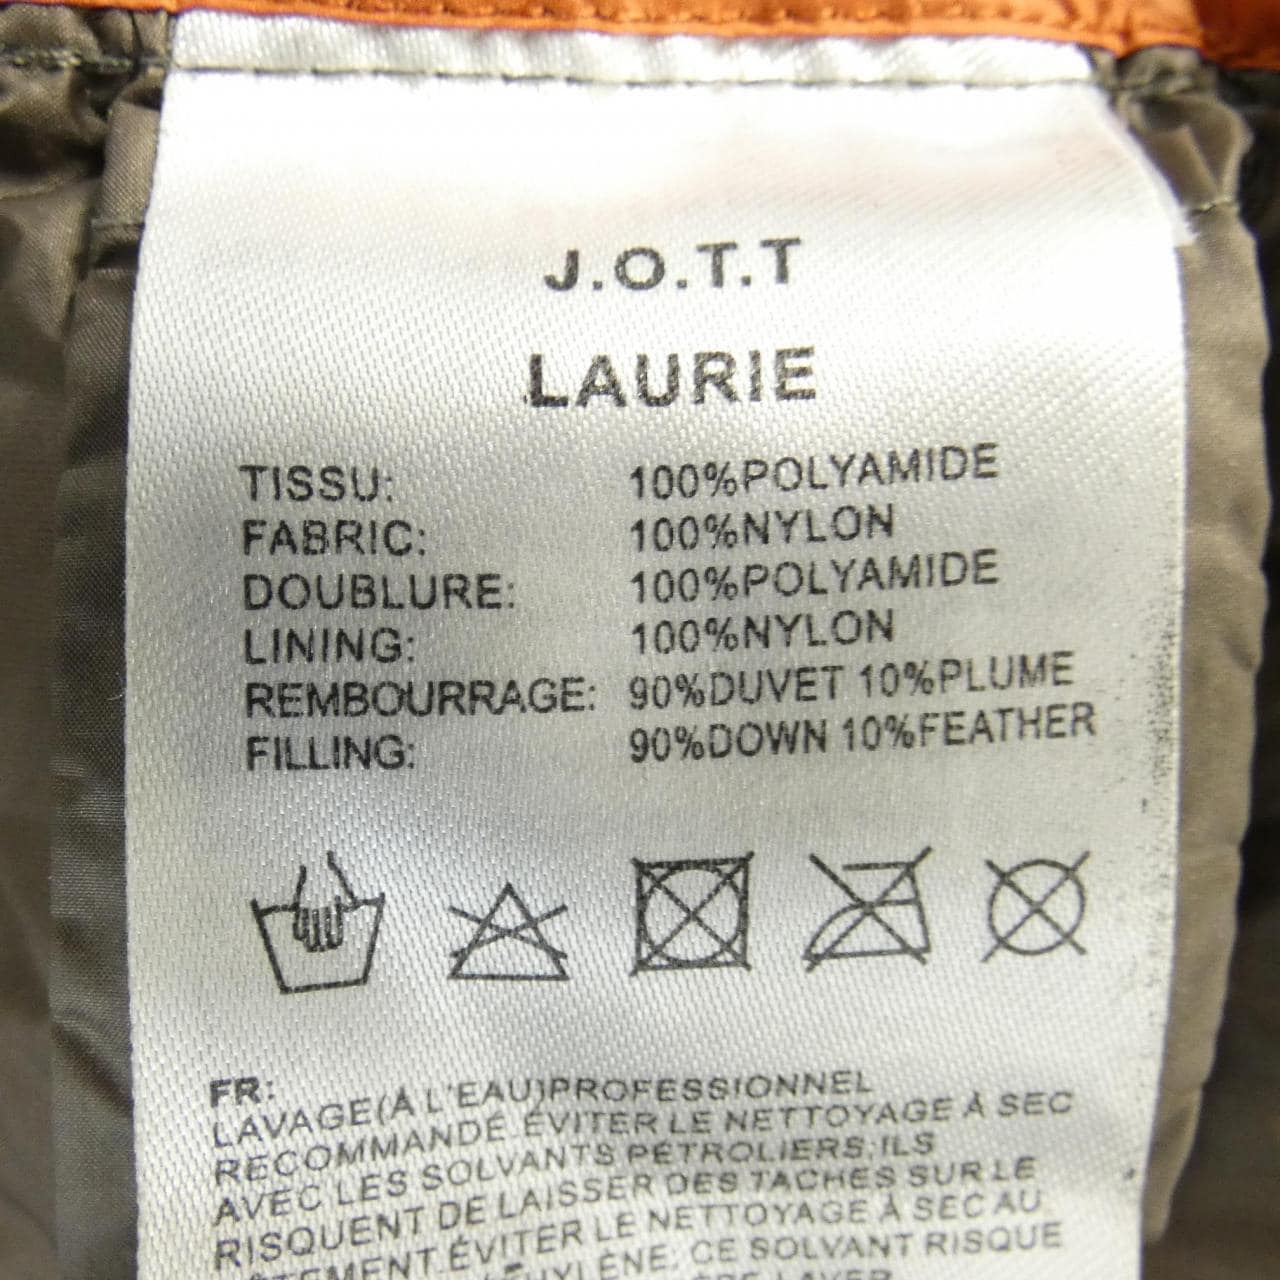 J.O.T.T
LAURIE
TISSU: 100%POLYAMIDE
FABRIC: 100%NYLON
DOUBLURE: 100%POLYAMIDE
LINING: 100%NYLON
REMBOURRAGE: 90%DUVET 10%PLUME
FILLING: 90%DOWN 10%FEATHER
FR:
LAVAGE(À L'EAU)PROFESSIONNEL
RECOMMANDÉ.ÉVITER LE NETTOYAGE À SEC
AVEC LES SOLVANTS PÉTROLIERS;ILS
RISQUENT DE LAISSER DES TACHES SUR LE
ÉVITER LE NETTOYAGE À SEC AU
CE SOLVANT RISQUE
LAVER